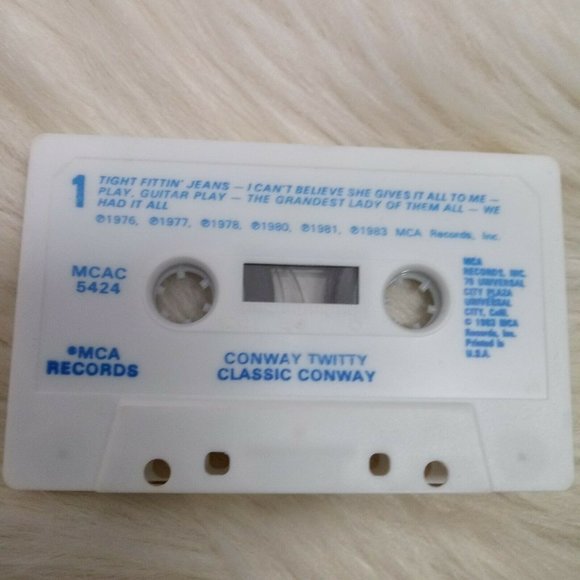 1
TIGHT FITTIN' JEANS — I CAN'T BELIEVE SHE GIVES IT ALL TO ME —
PLAY, GUITAR PLAY — THE GRANDEST LADY OF THEM ALL — WE
HAD IT ALL
℗1976, ℗1977, ℗1978, ℗1980, ℗1981, ℗1983 MCA Records, Inc.
MCAC
5424
MCA
RECORDS, INC.
70 UNIVERSAL
CITY PLAZA
UNIVERSAL
CITY, Calif.
© 1983 MCA
Records, Inc.
Printed in
U.S.A.
®MCA
RECORDS
CONWAY TWITTY
CLASSIC CONWAY